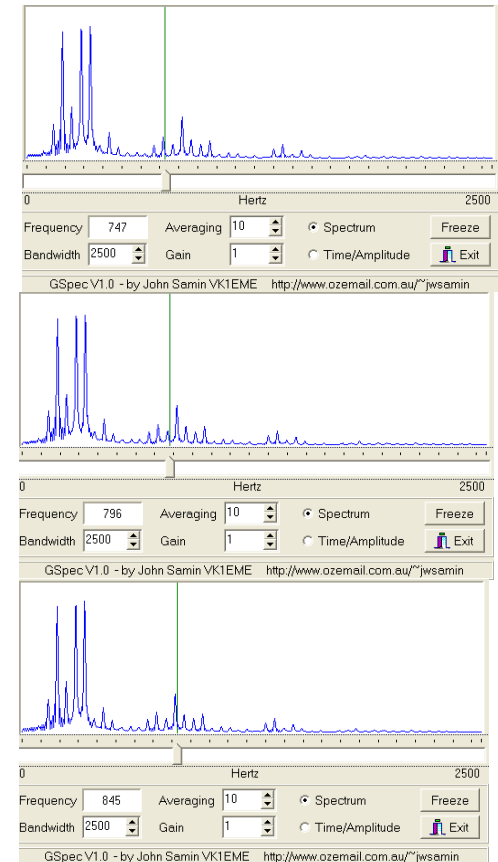 0 Hertz 2500
Frequency 747 Averaging 10 Spectrum Freeze
Bandwidth 2500 Gain 1 Time/Amplitude Exit
GSpec V1.0 - by John Samin VK1EME http://www.ozemail.com.au/~jwsamin
0 Hertz 2500
Frequency 796 Averaging 10 Spectrum Freeze
Bandwidth 2500 Gain 1 Time/Amplitude Exit
GSpec V1.0 - by John Samin VK1EME http://www.ozemail.com.au/~jwsamin
0 Hertz 2500
Frequency 845 Averaging 10 Spectrum Freeze
Bandwidth 2500 Gain 1 Time/Amplitude Exit
GSpec V1.0 - by John Samin VK1EME http://www.ozemail.com.au/~jwsamin